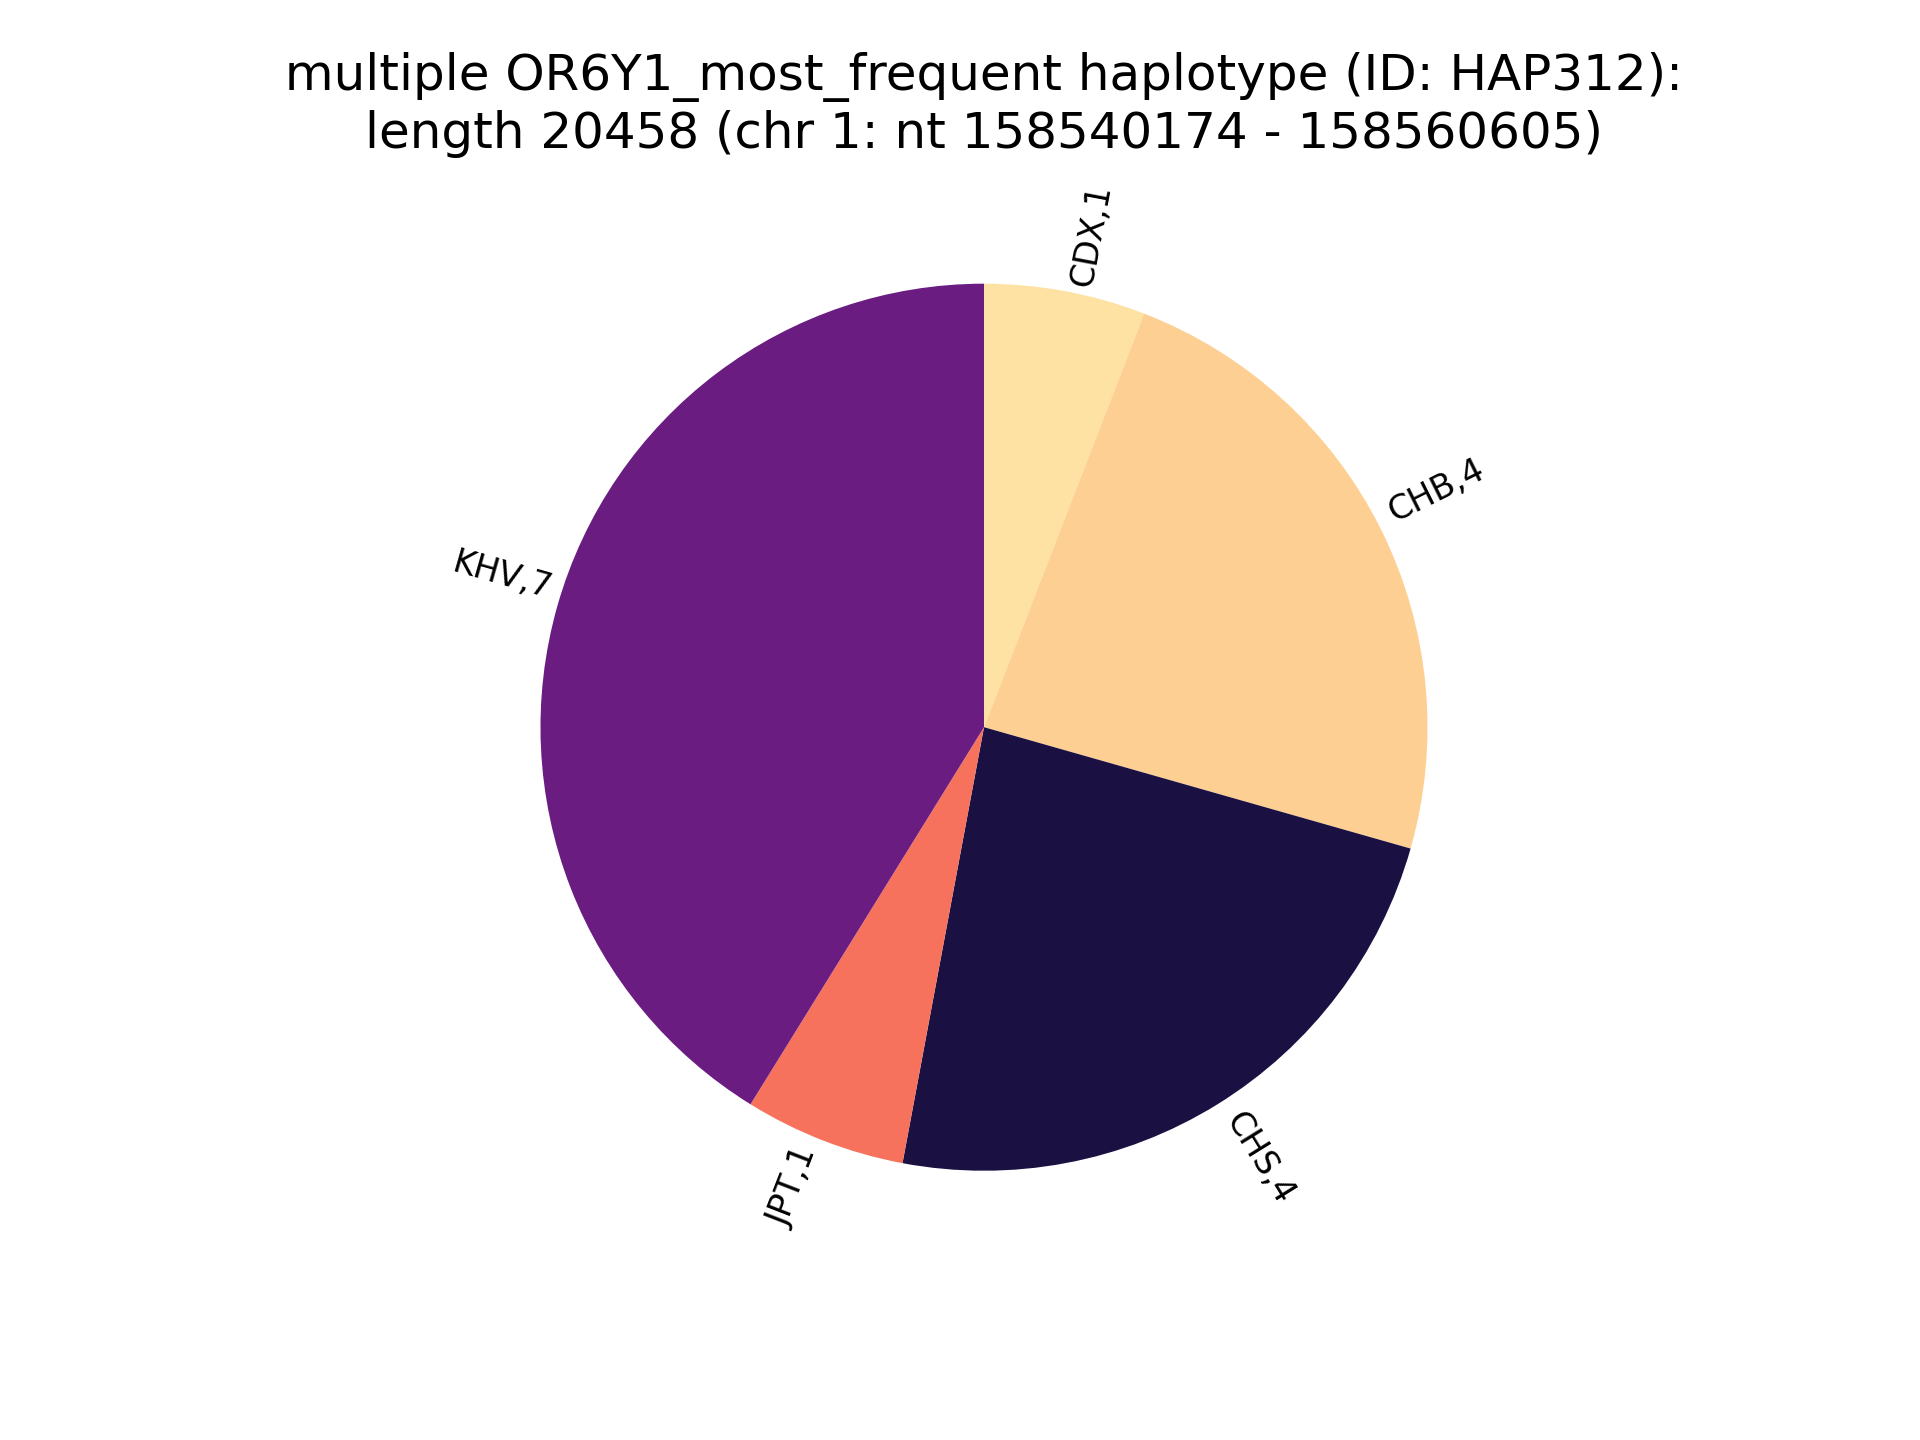 multiple OR6Y1_most_frequent haplotype (ID: HAP312):
length 20458 (chr 1: nt 158540174 - 158560605)
CDX,1
CHB,4
KHV,7
CHS,4
JPT,1